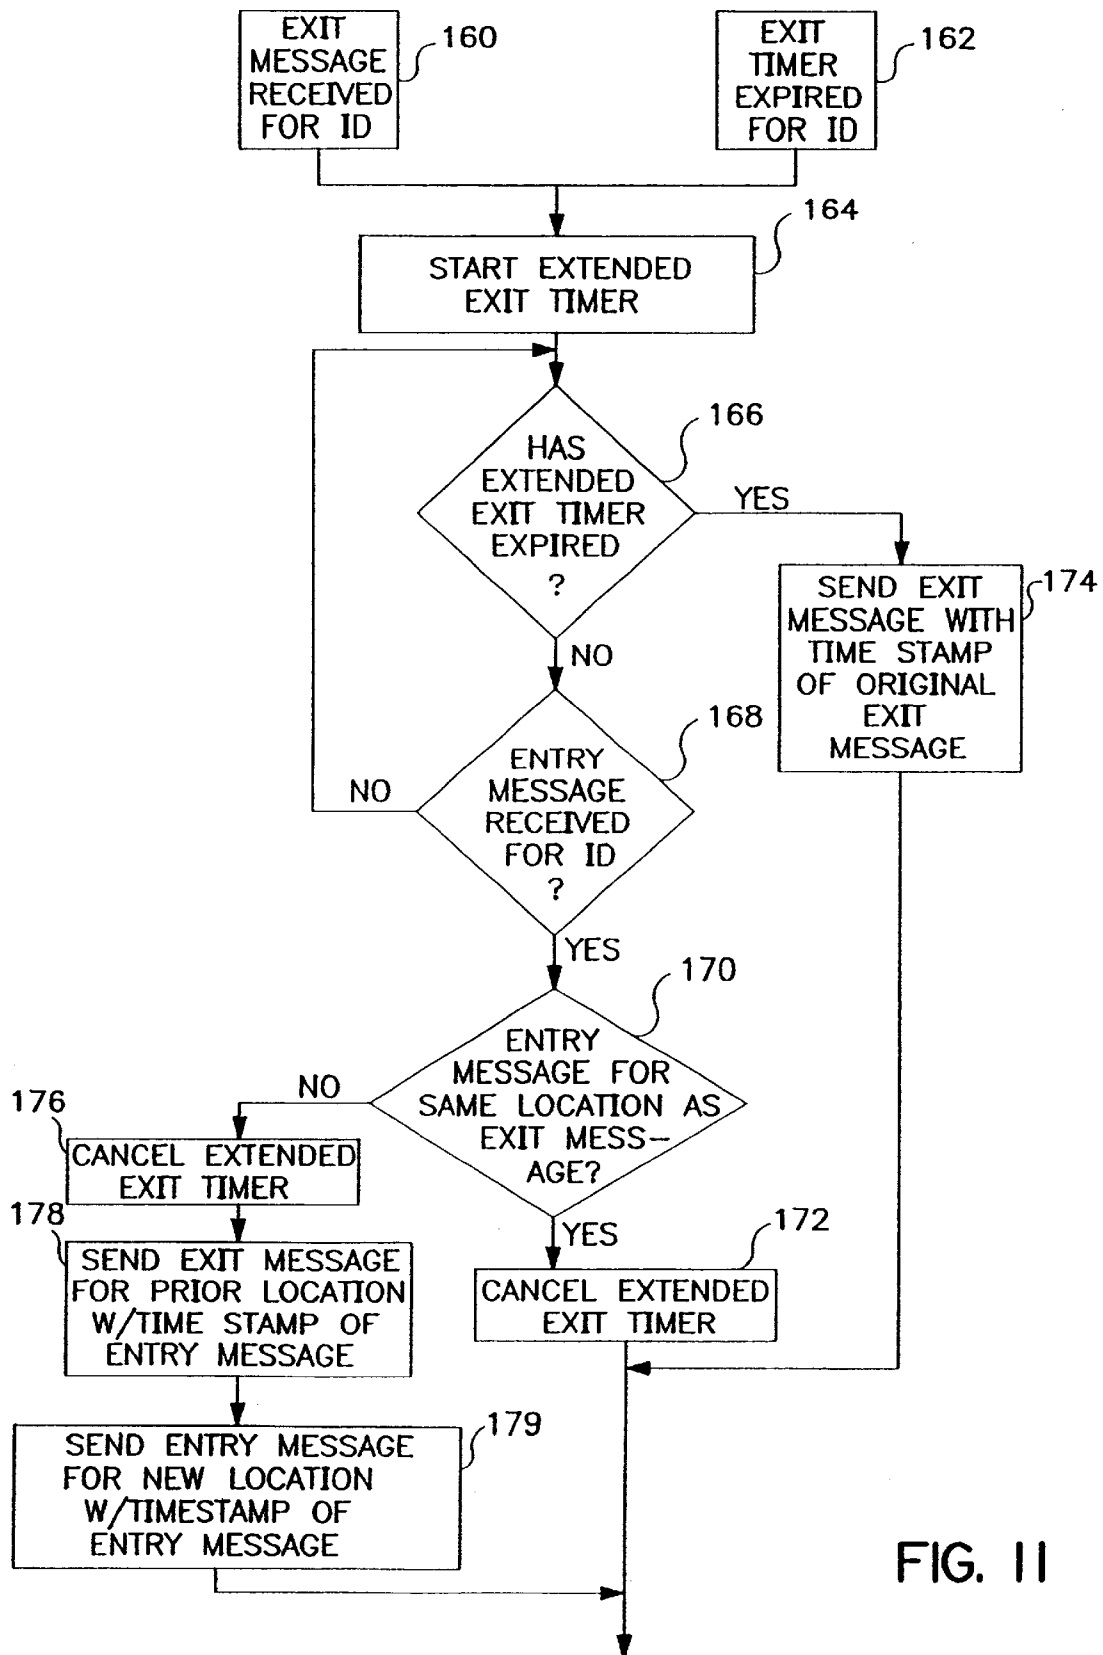 EXIT
MESSAGE
RECEIVED
FOR ID
160
EXIT
TIMER
EXPIRED
FOR ID
162
START EXTENDED
EXIT TIMER
164
HAS
EXTENDED
EXIT TIMER
EXPIRED
?
166
YES
NO
SEND EXIT
MESSAGE WITH
TIME STAMP
OF ORIGINAL
EXIT
MESSAGE
174
ENTRY
MESSAGE
RECEIVED
FOR ID
?
168
NO
YES
ENTRY
MESSAGE FOR
SAME LOCATION AS
EXIT MESS-
AGE?
170
NO
YES
176
CANCEL EXTENDED
EXIT TIMER
178
SEND EXIT MESSAGE
FOR PRIOR LOCATION
W/TIME STAMP OF
ENTRY MESSAGE
172
CANCEL EXTENDED
EXIT TIMER
SEND ENTRY MESSAGE
FOR NEW LOCATION
W/TIMESTAMP OF
ENTRY MESSAGE
179
FIG. 11